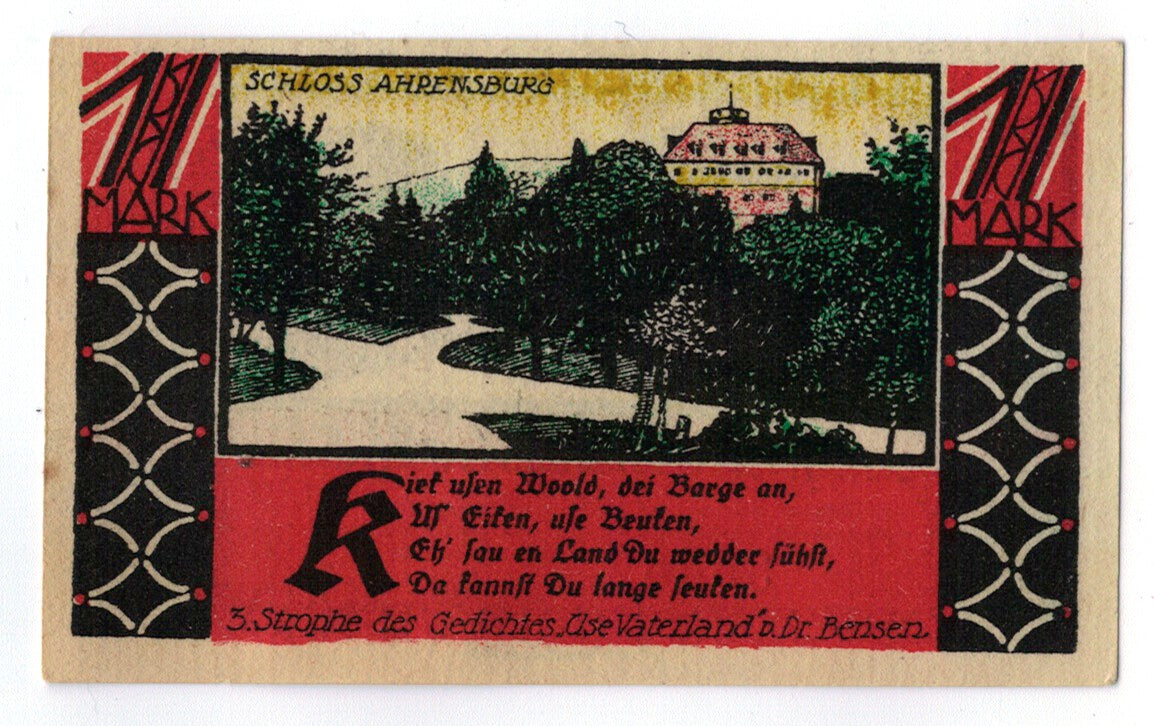 SCHLOSS AHRENSBURG
1
MARK
1
MARK
Kiek usen Woold, dei Barge an,
Us' Eiken, use Beuken,
Eh' sau en Land Du wedder sühst,
Da kannst Du lange seuken.
3. Strophe des Gedichtes „Use Vaterland" v. Dr. Bensen.